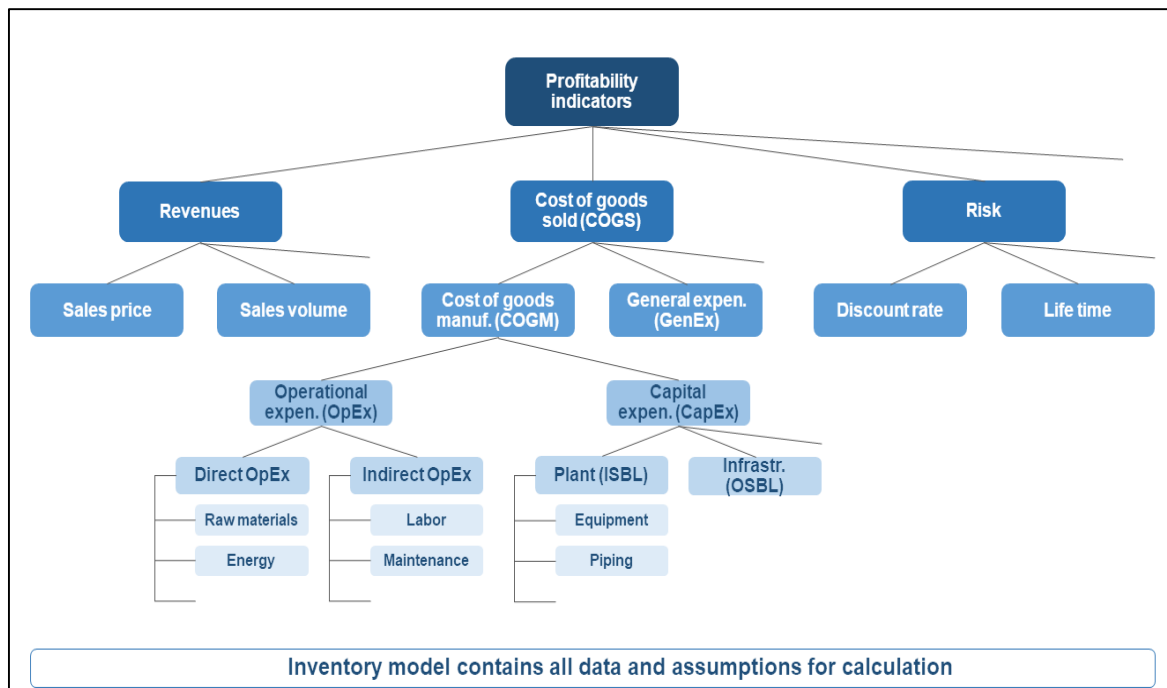 Profitability
indicators
Revenues
Cost of goods
sold (COGS)
Risk
Sales price
Sales volume
Cost of goods
manuf. (COGM)
General expen.
(GenEx)
Discount rate
Life time
Operational
expen. (OpEx)
Capital
expen. (CapEx)
Direct OpEx
Indirect OpEx
Plant (ISBL)
Infrastr.
(OSBL)
Raw materials
Labor
Equipment
Energy
Maintenance
Piping
Inventory model contains all data and assumptions for calculation